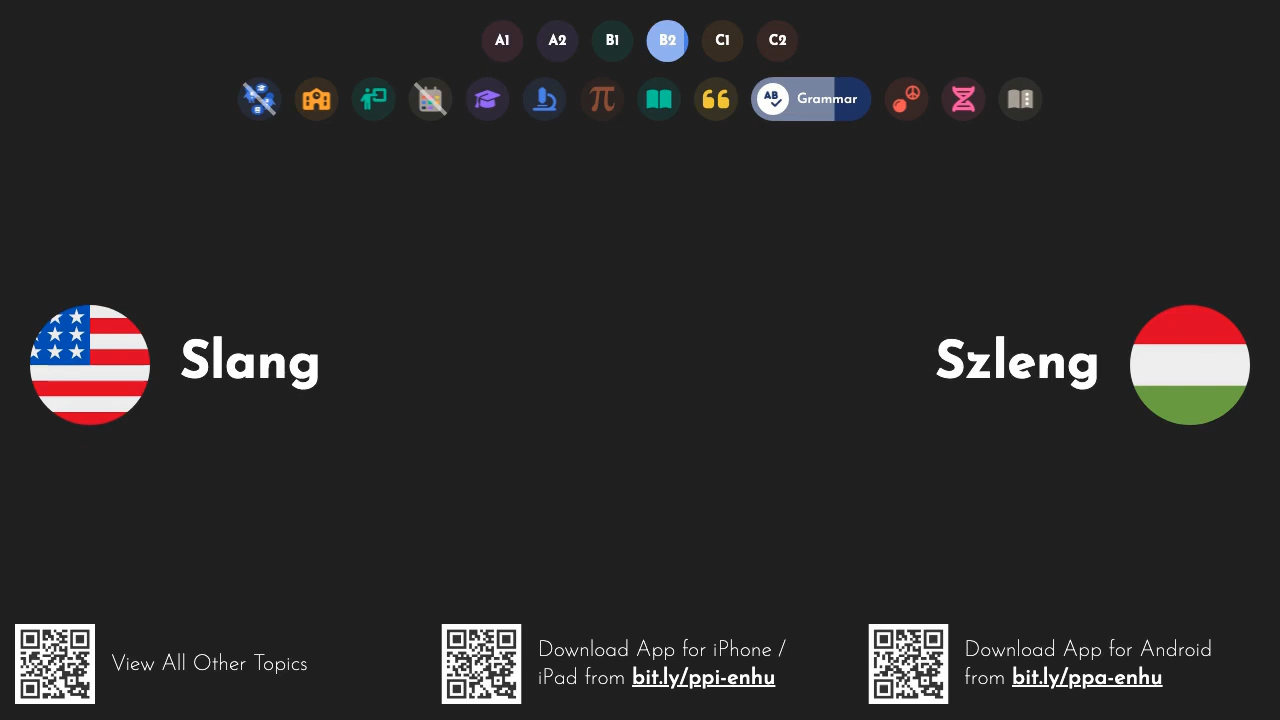 A1 A2 B1 B2 C1 C2
AB Grammar
Slang
Szleng
View All Other Topics
Download App for iPhone /
iPad from bit.ly/ppi-enhu
Download App for Android
from bit.ly/ppa-enhu